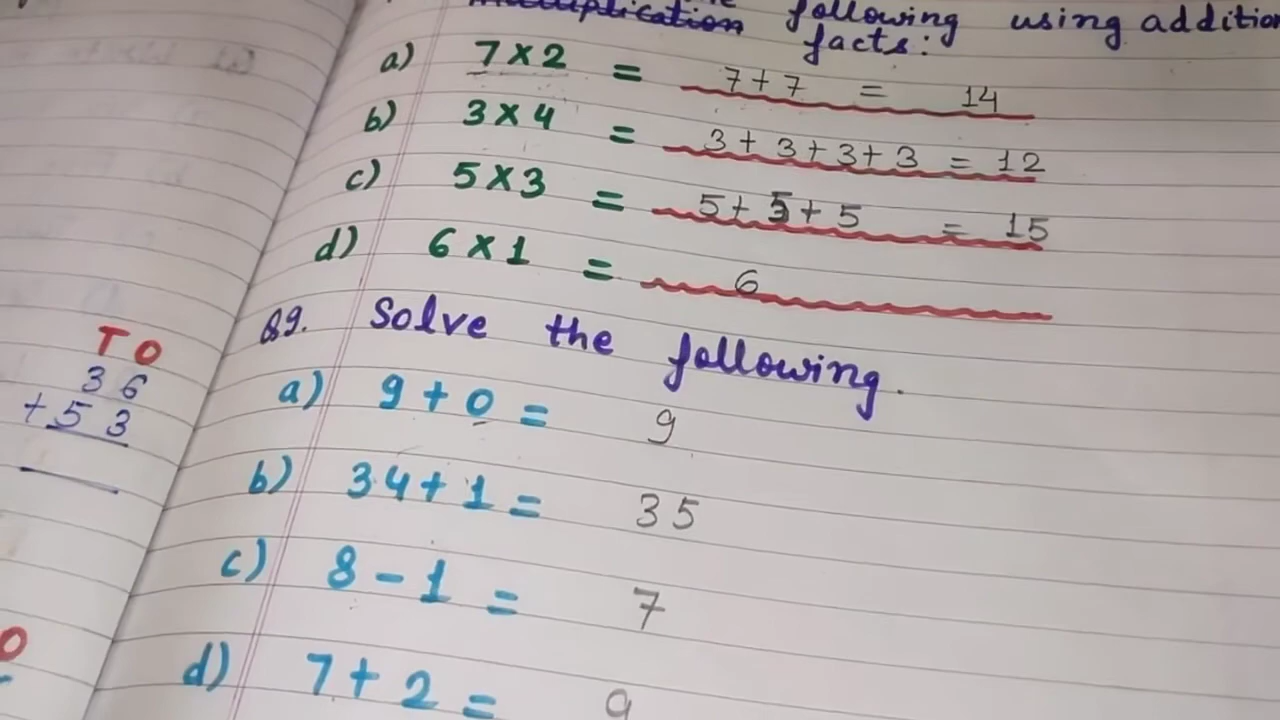 T O
3 6
+ 5 3
O
Multiplication following using addition
facts:
a) 7 x 2 = 7 + 7 = 14
b) 3 x 4 = 3 + 3 + 3 + 3 = 12
c) 5 x 3 = 5 + 5 + 5 = 15
d) 6 x 1 = 6
Q9. Solve the following.
a) 9 + 0 = 9
b) 34 + 1 = 35
c) 8 - 1 = 7
d) 7 + 2 = 9